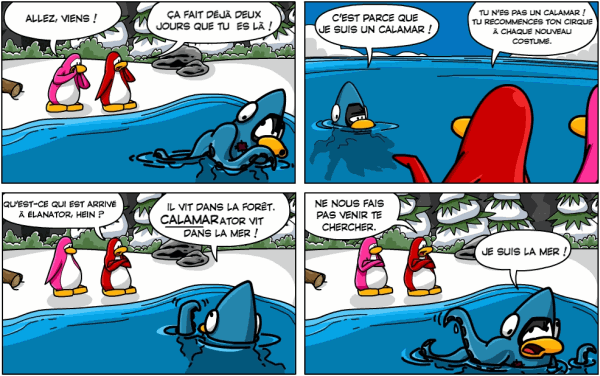 ALLEZ, VIENS !
ÇA FAIT DÉJÀ DEUX
JOURS QUE TU ES LÀ !
C'EST PARCE QUE
JE SUIS UN CALAMAR !
TU N'ES PAS UN CALAMAR !
TU RECOMMENCES TON CIRQUE
À CHAQUE NOUVEAU
COSTUME.
QU'EST-CE QUI EST ARRIVÉ
À ELANATOR, HEIN ?
IL VIT DANS LA FORÊT.
CALAMARATOR VIT
DANS LA MER !
NE NOUS FAIS
PAS VENIR TE
CHERCHER.
JE SUIS LA MER !